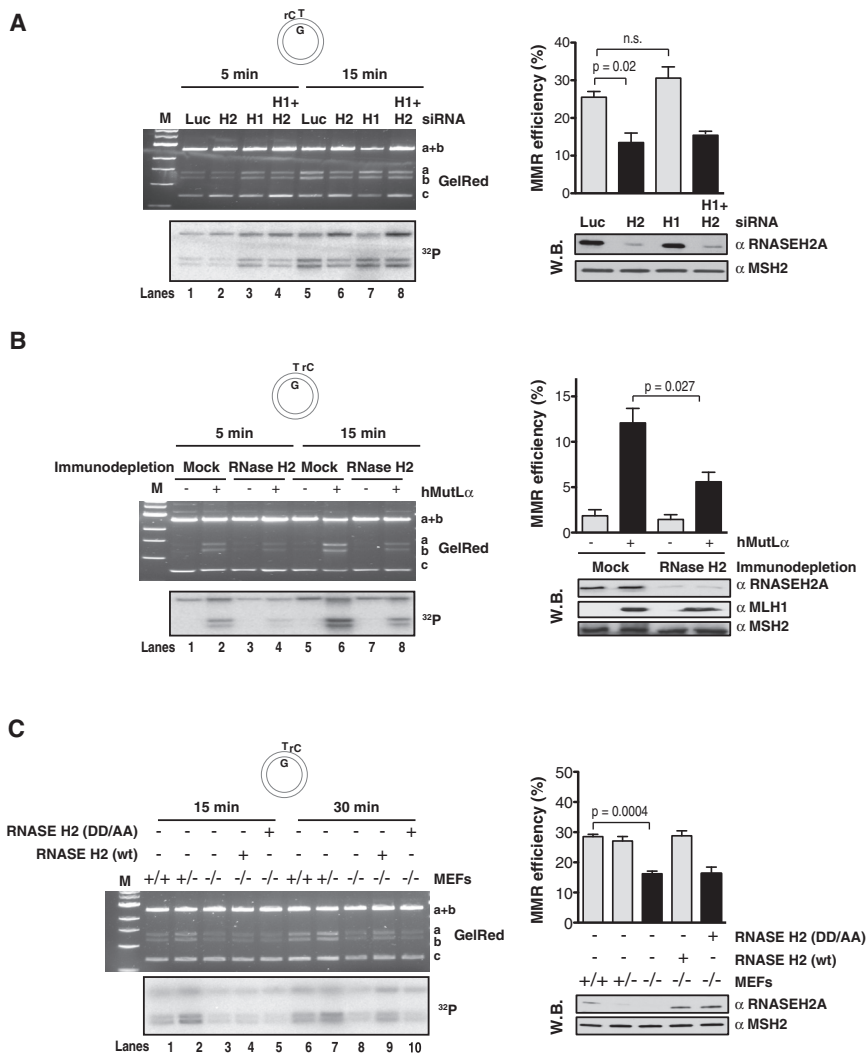 A
rC T
G
5 min 15 min
H1+ H1+
M Luc H2 H1 H2 Luc H2 H1 H2 siRNA
a+b
a
b GelRed
c
32P
Lanes 1 2 3 4 5 6 7 8
MMR efficiency (%)
40
30
20
10
0
n.s.
p = 0.02
H1+
Luc H2 H1 H2 siRNA
W.B.
α RNASEH2A
α MSH2
B
T rC
G
5 min 15 min
Immunodepletion Mock RNase H2 Mock RNase H2
M - + - + - + - + hMutLα
a+b
a
b GelRed
c
32P
Lanes 1 2 3 4 5 6 7 8
MMR efficiency (%)
15
10
5
0
p = 0.027
- + - + hMutLα
Mock RNase H2 Immunodepletion
W.B.
α RNASEH2A
α MLH1
α MSH2
C
TrC
G
15 min 30 min
RNASE H2 (DD/AA) - - - - + - - - - +
RNASE H2 (wt) - - - + - - - - + -
M +/+ +/- -/- -/- -/- +/+ +/- -/- -/- -/- MEFs
a+b
a
b GelRed
c
32P
Lanes 1 2 3 4 5 6 7 8 9 10
MMR efficiency (%)
50
40
30
20
10
0
p = 0.0004
- - - - + RNASE H2 (DD/AA)
- - - + - RNASE H2 (wt)
+/+ +/- -/- -/- -/- MEFs
W.B.
α RNASEH2A
α MSH2